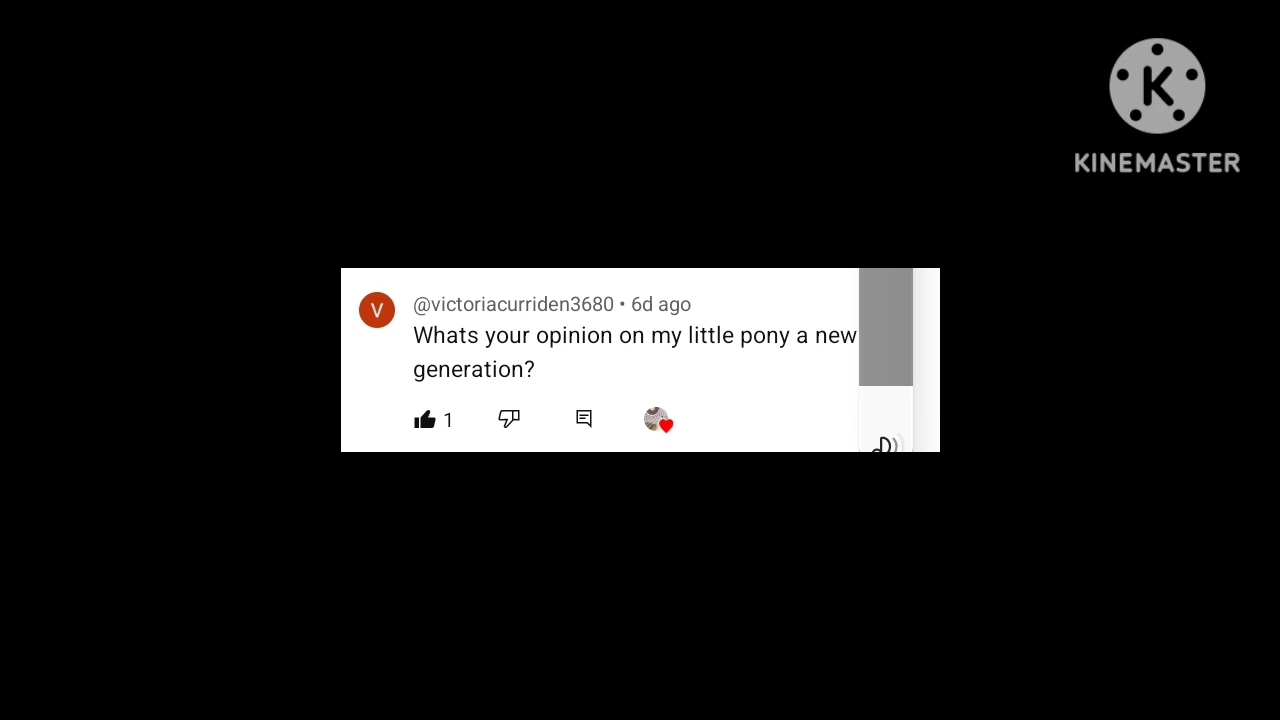 K
KINEMASTER
V
@victoriacurriden3680 • 6d ago
Whats your opinion on my little pony a new
generation?
1